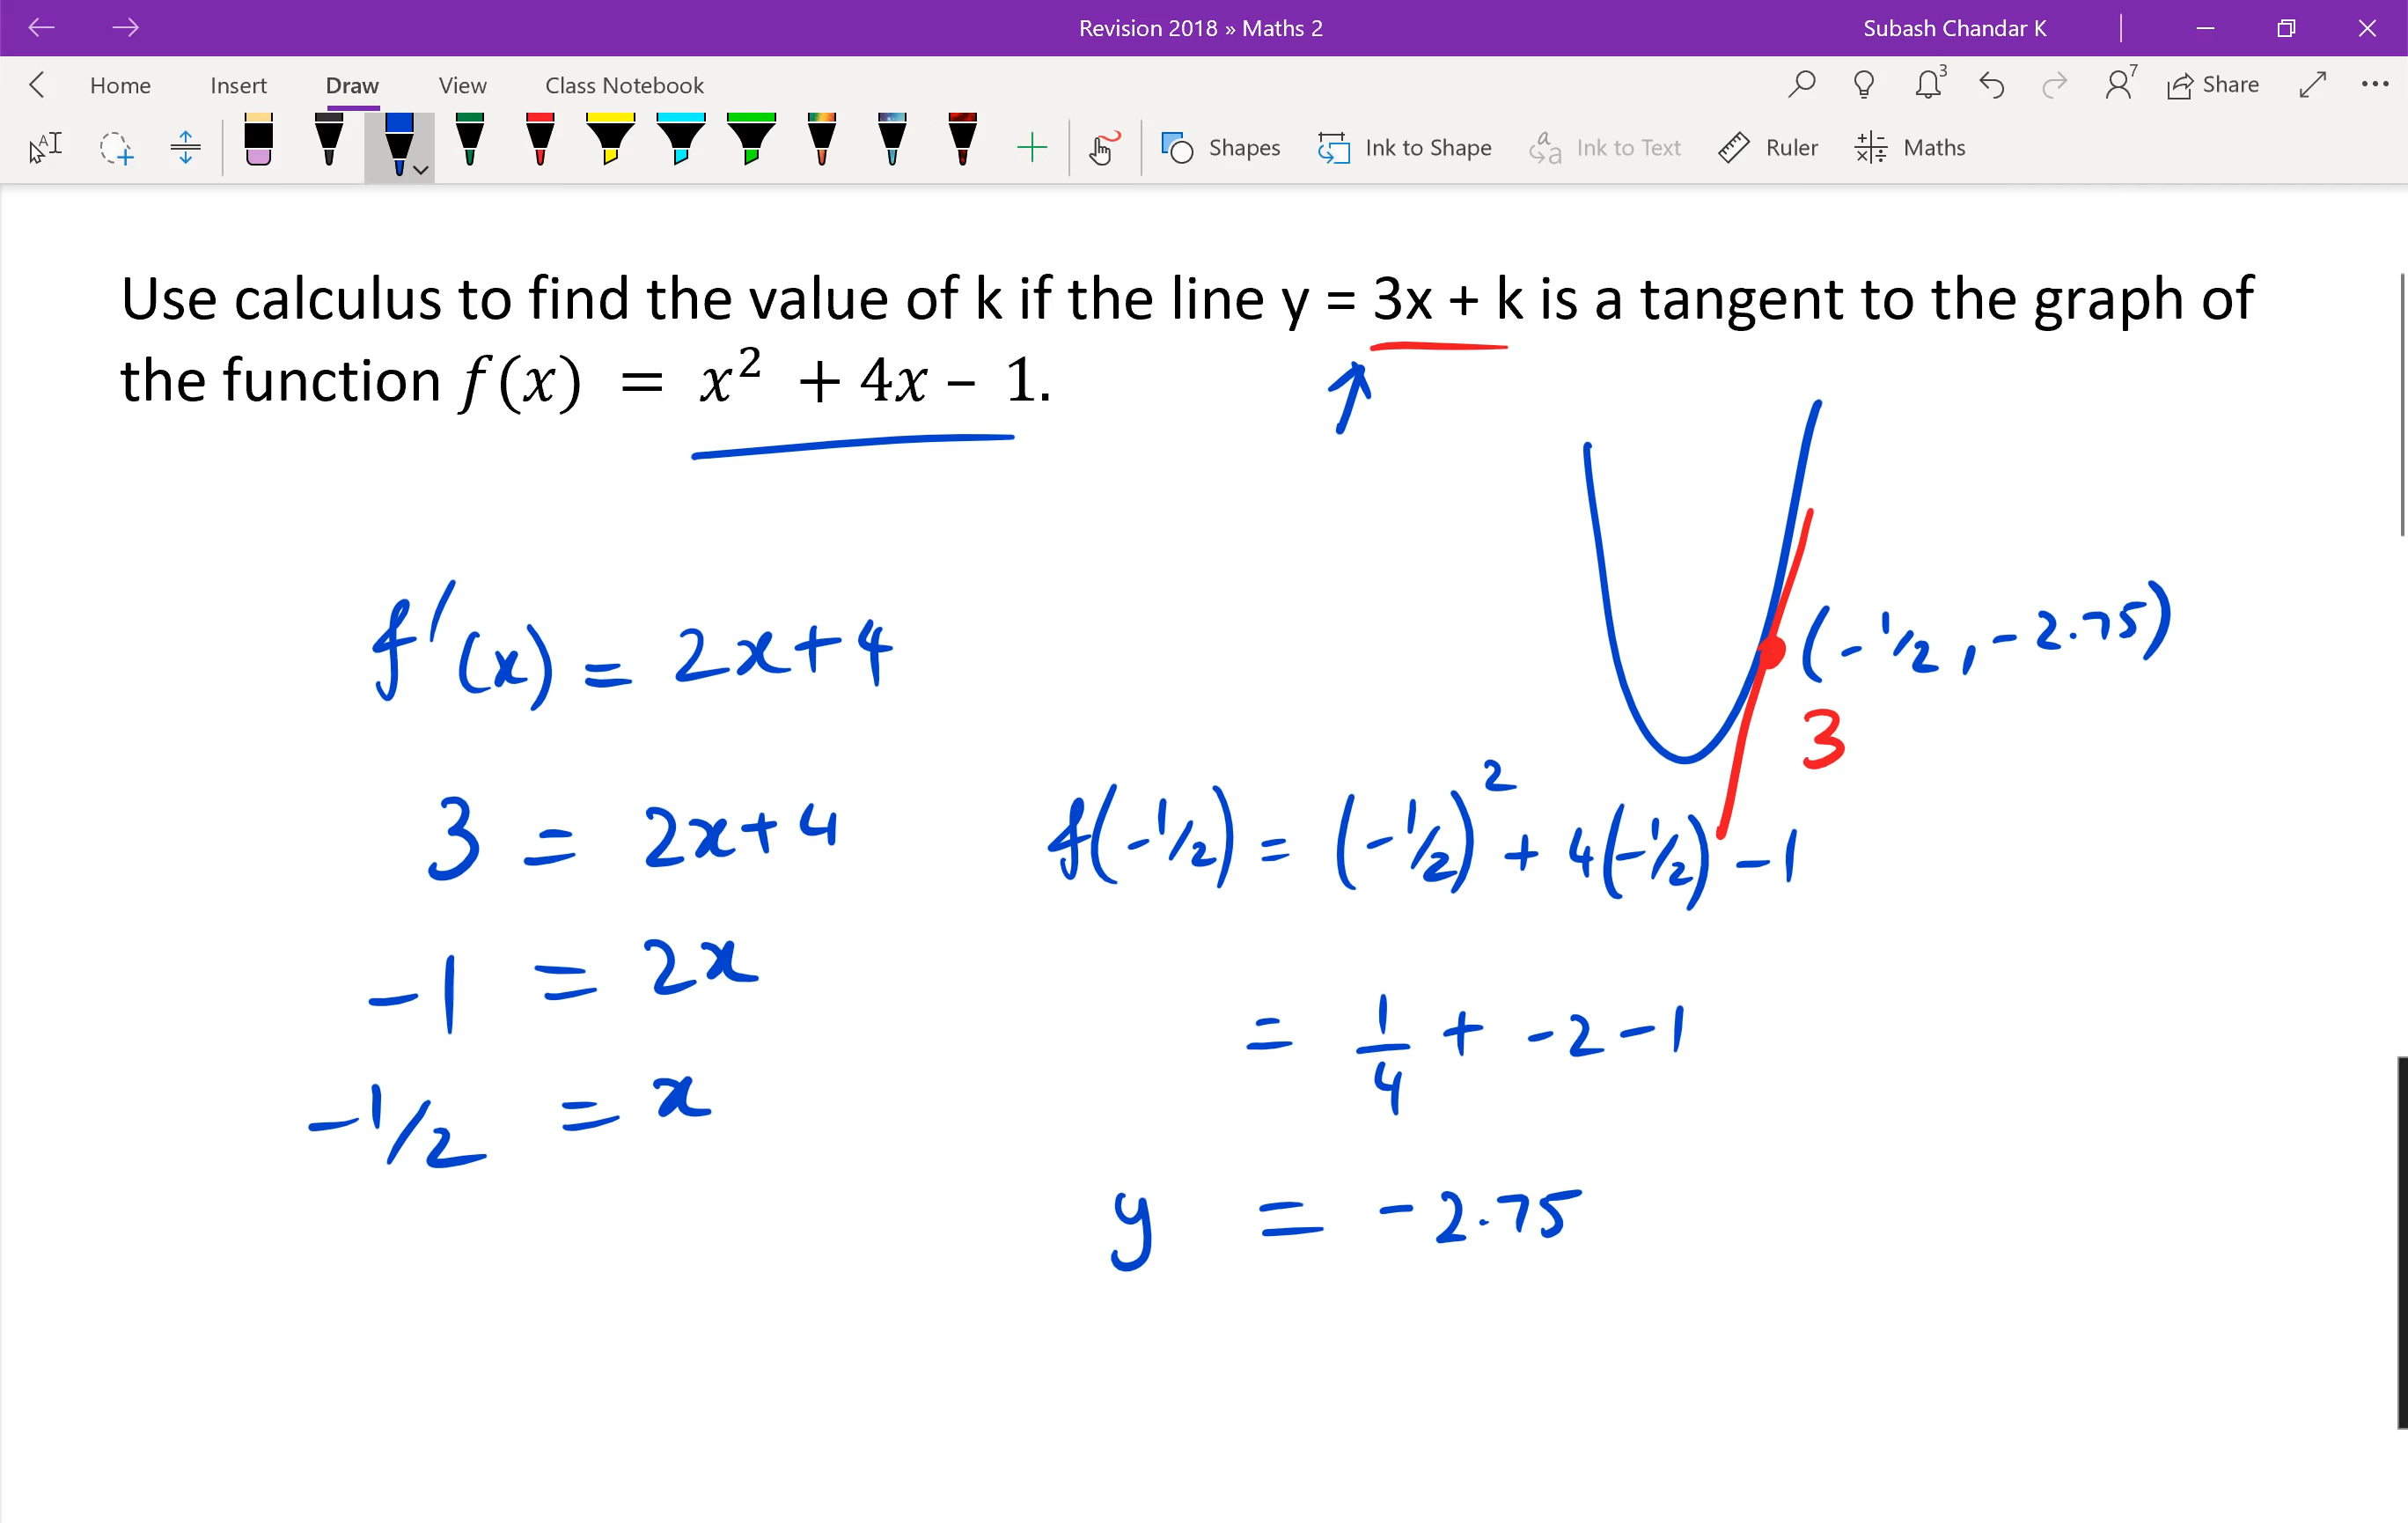 Revision 2018 » Maths 2
Subash Chandar K
Home Insert Draw View Class Notebook
3
7
Share
Shapes Ink to Shape Ink to Text Ruler Maths
Use calculus to find the value of k if the line y = 3x + k is a tangent to the graph of
the function f(x) = x² + 4x – 1.
f′(x) = 2x+4
(-1/2, -2.75)
3
3 = 2x+4
f(-1/2) = (-1/2)² + 4(-1/2) - 1
-1 = 2x
= 1/4 + -2 - 1
-1/2 = x
y = -2.75